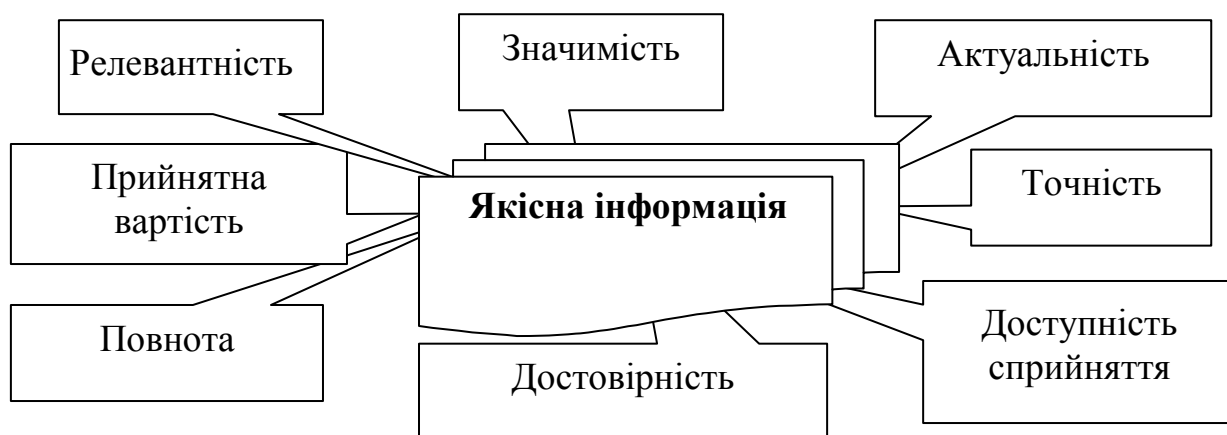 Релевантність
Значимість
Актуальність
Прийнятна
вартість
Якісна інформація
Точність
Повнота
Достовірність
Доступність
сприйняття